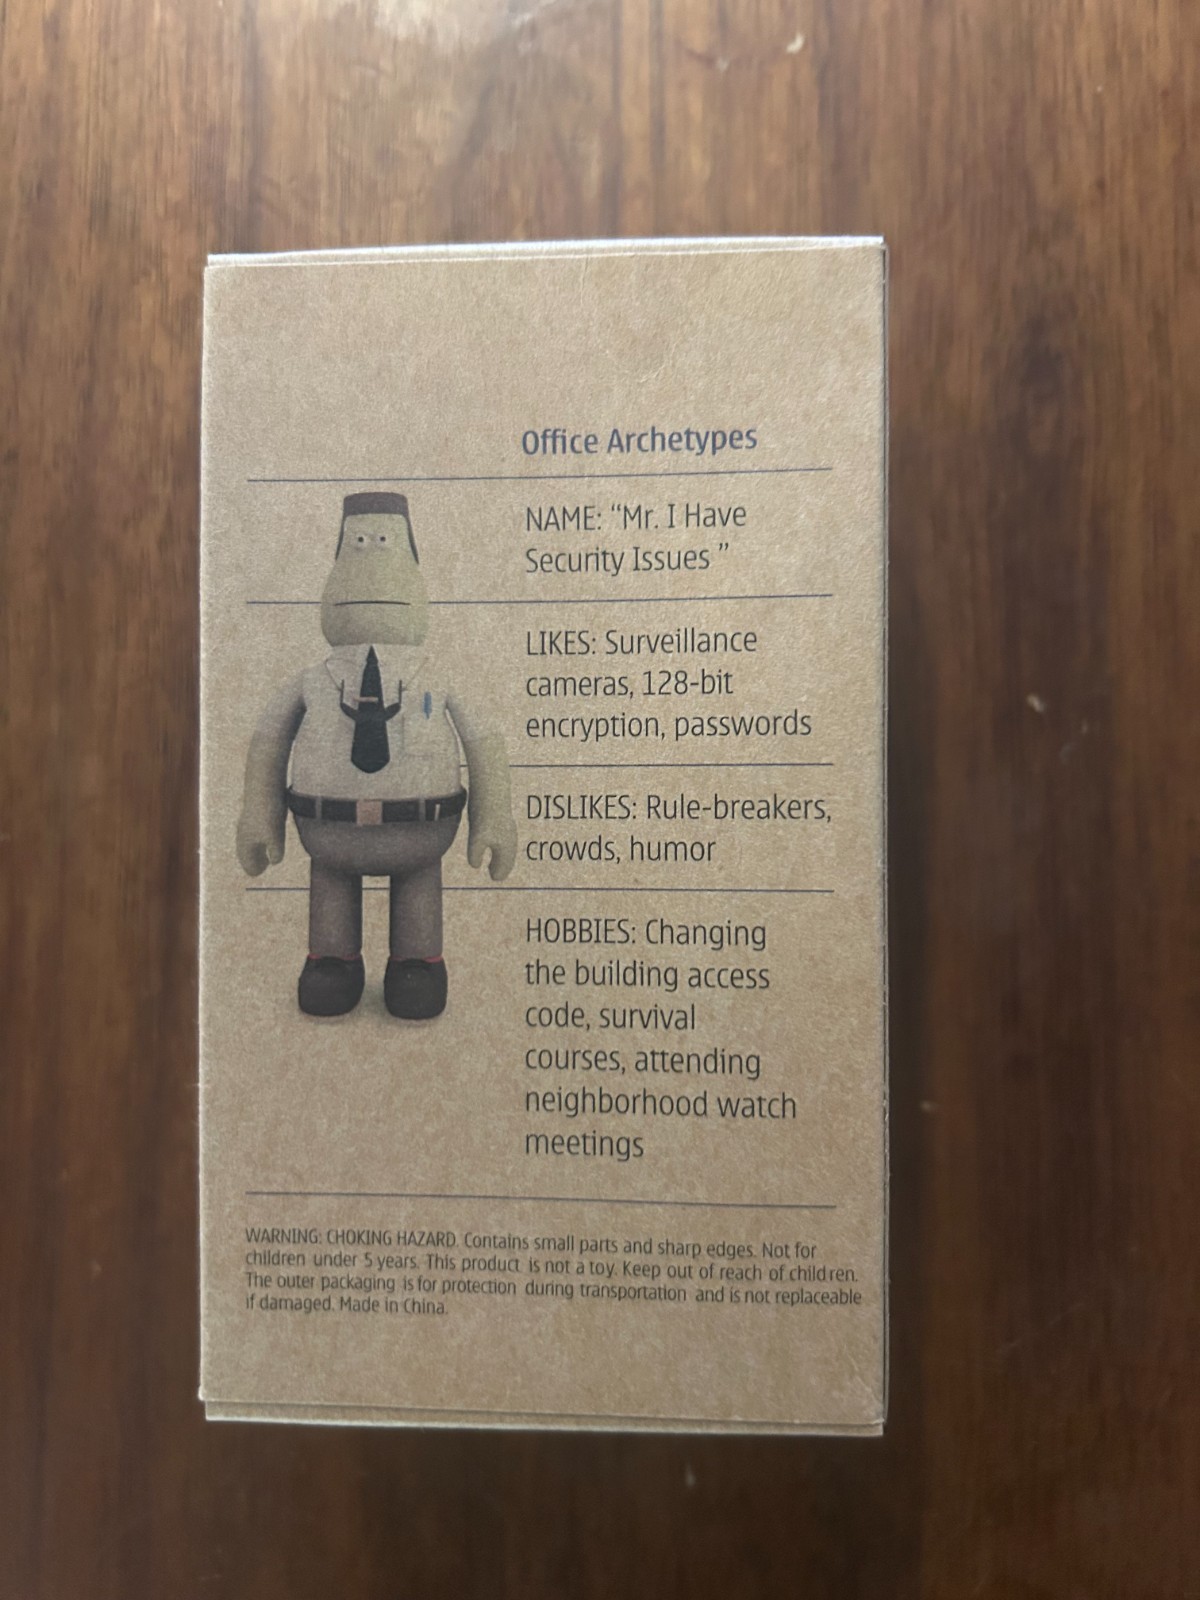 Office Archetypes
NAME: “Mr. I Have
Security Issues ”
LIKES: Surveillance
cameras, 128-bit
encryption, passwords
DISLIKES: Rule-breakers,
crowds, humor
HOBBIES: Changing
the building access
code, survival
courses, attending
neighborhood watch
meetings
WARNING: CHOKING HAZARD. Contains small parts and sharp edges. Not for
children under 5 years. This product is not a toy. Keep out of reach of children.
The outer packaging is for protection during transportation and is not replaceable
if damaged. Made in China.